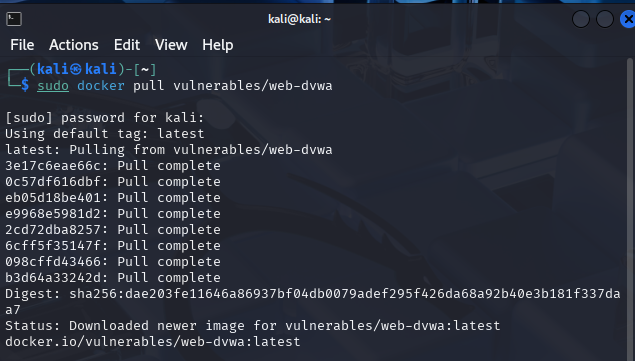 kali@kali: ~
File Actions Edit View Help
┌──(kali㉿kali)-[~]
└─$ sudo docker pull vulnerables/web-dvwa
[sudo] password for kali:
Using default tag: latest
latest: Pulling from vulnerables/web-dvwa
3e17c6eae66c: Pull complete
0c57df616dbf: Pull complete
eb05d18be401: Pull complete
e9968e5981d2: Pull complete
2cd72dba8257: Pull complete
6cff5f35147f: Pull complete
098cffd43466: Pull complete
b3d64a33242d: Pull complete
Digest: sha256:dae203fe11646a86937bf04db0079adef295f426da68a92b40e3b181f337da
a7
Status: Downloaded newer image for vulnerables/web-dvwa:latest
docker.io/vulnerables/web-dvwa:latest